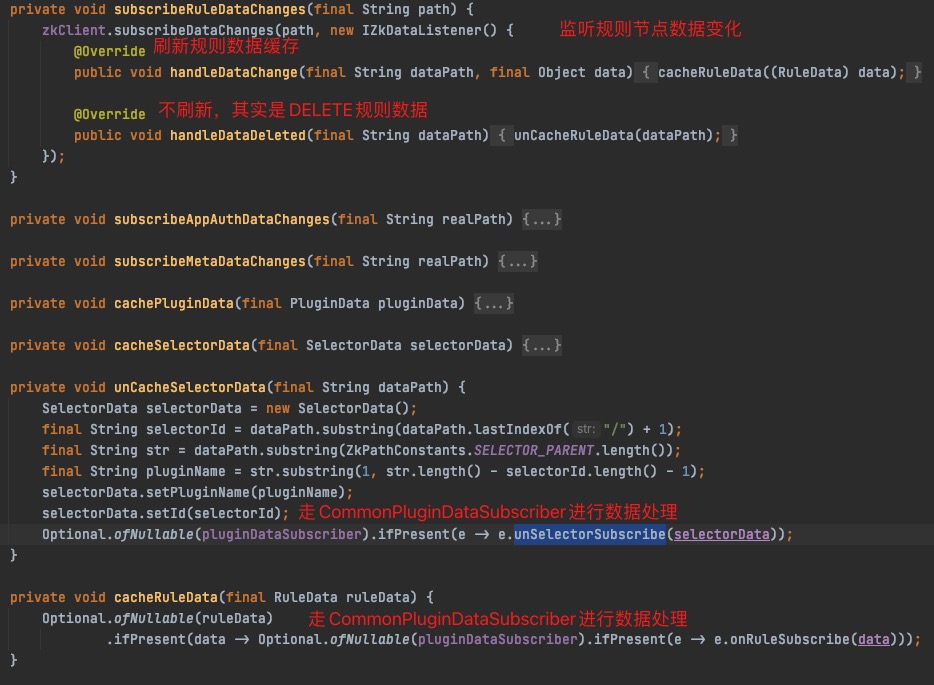 private void subscribeRuleDataChanges(final String path) {
zkClient.subscribeDataChanges(path, new IZkDataListener() { 监听规则节点数据变化
@Override 刷新规则数据缓存
public void handleDataChange(final String dataPath, final Object data) { cacheRuleData((RuleData) data); }
@Override 不刷新，其实是DELETE规则数据
public void handleDataDeleted(final String dataPath) { unCacheRuleData(dataPath); }
});
}
private void subscribeAppAuthDataChanges(final String realPath) {...}
private void subscribeMetaDataChanges(final String realPath) {...}
private void cachePluginData(final PluginData pluginData) {...}
private void cacheSelectorData(final SelectorData selectorData) {...}
private void unCacheSelectorData(final String dataPath) {
SelectorData selectorData = new SelectorData();
final String selectorId = dataPath.substring(dataPath.lastIndexOf( str: "/") + 1);
final String str = dataPath.substring(ZkPathConstants.SELECTOR_PARENT.length());
final String pluginName = str.substring(1, str.length() - selectorId.length() - 1);
selectorData.setPluginName(pluginName);
selectorData.setId(selectorId); 走CommonPluginDataSubscriber进行数据处理
Optional.ofNullable(pluginDataSubscriber).ifPresent(e -> e.unSelectorSubscribe(selectorData));
}
private void cacheRuleData(final RuleData ruleData) {
Optional.ofNullable(ruleData) 走CommonPluginDataSubscriber进行数据处理
.ifPresent(data -> Optional.ofNullable(pluginDataSubscriber).ifPresent(e -> e.onRuleSubscribe(data)));
}